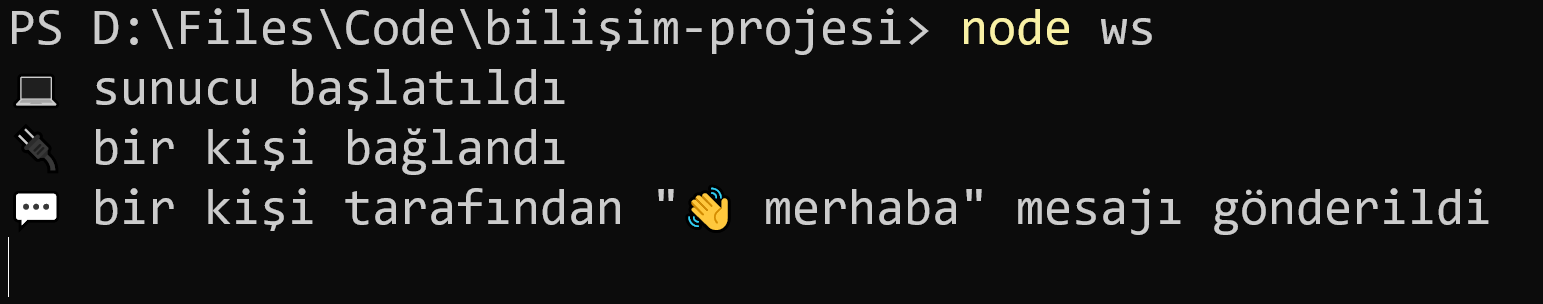 PS D:\Files\Code\bilişim-projesi> node ws
💻 sunucu başlatıldı
🔌 bir kişi bağlandı
💬 bir kişi tarafından "👋 merhaba" mesajı gönderildi